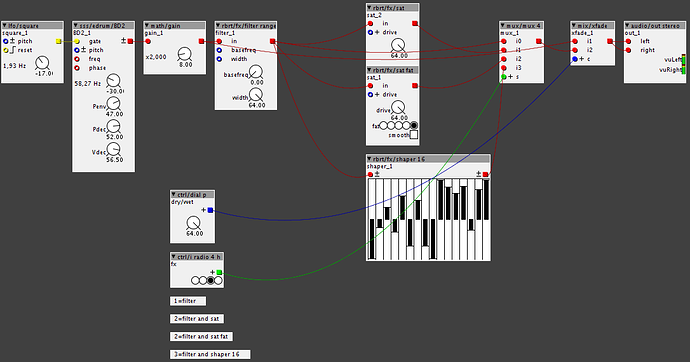 lfo/square
square_1
pitch
reset
1,93 Hz
-17.0
sss/edrum/BD2
BD2_1
gate
pitch
freq
phase
58,27 Hz
-30.0
Penv
47.00
Pdec
52.00
Vdec
56.50
math/gain
gain_1
x2,000
8.00
rbrt/fx/filter range
filter_1
in
basefreq
width
basefreq
0.00
width
64.00
rbrt/fx/sat
sat_2
in
drive
64.00
rbrt/fx/sat fat
sat_1
in
drive
drive
64.00
fat
smooth
rbrt/fx/shaper 16
shaper_1
mux/mux 4
mux_1
i0
i1
i2
i3
s
mix/xfade
xfade_1
i1
i2
c
audio/out stereo
out_1
left
right
vuLeft
vuRight
ctrl/dial p
dry/wet
64.00
ctrl/i radio 4 h
fx
1=filter
2=filter and sat
2=filter and sat fat
3=filter and shaper 16